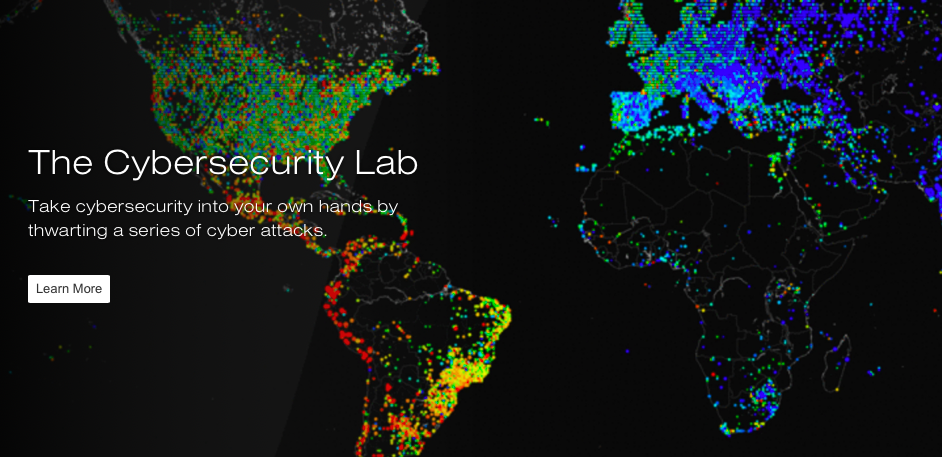 The Cybersecurity Lab
Take cybersecurity into your own hands by
thwarting a series of cyber attacks.
Learn More